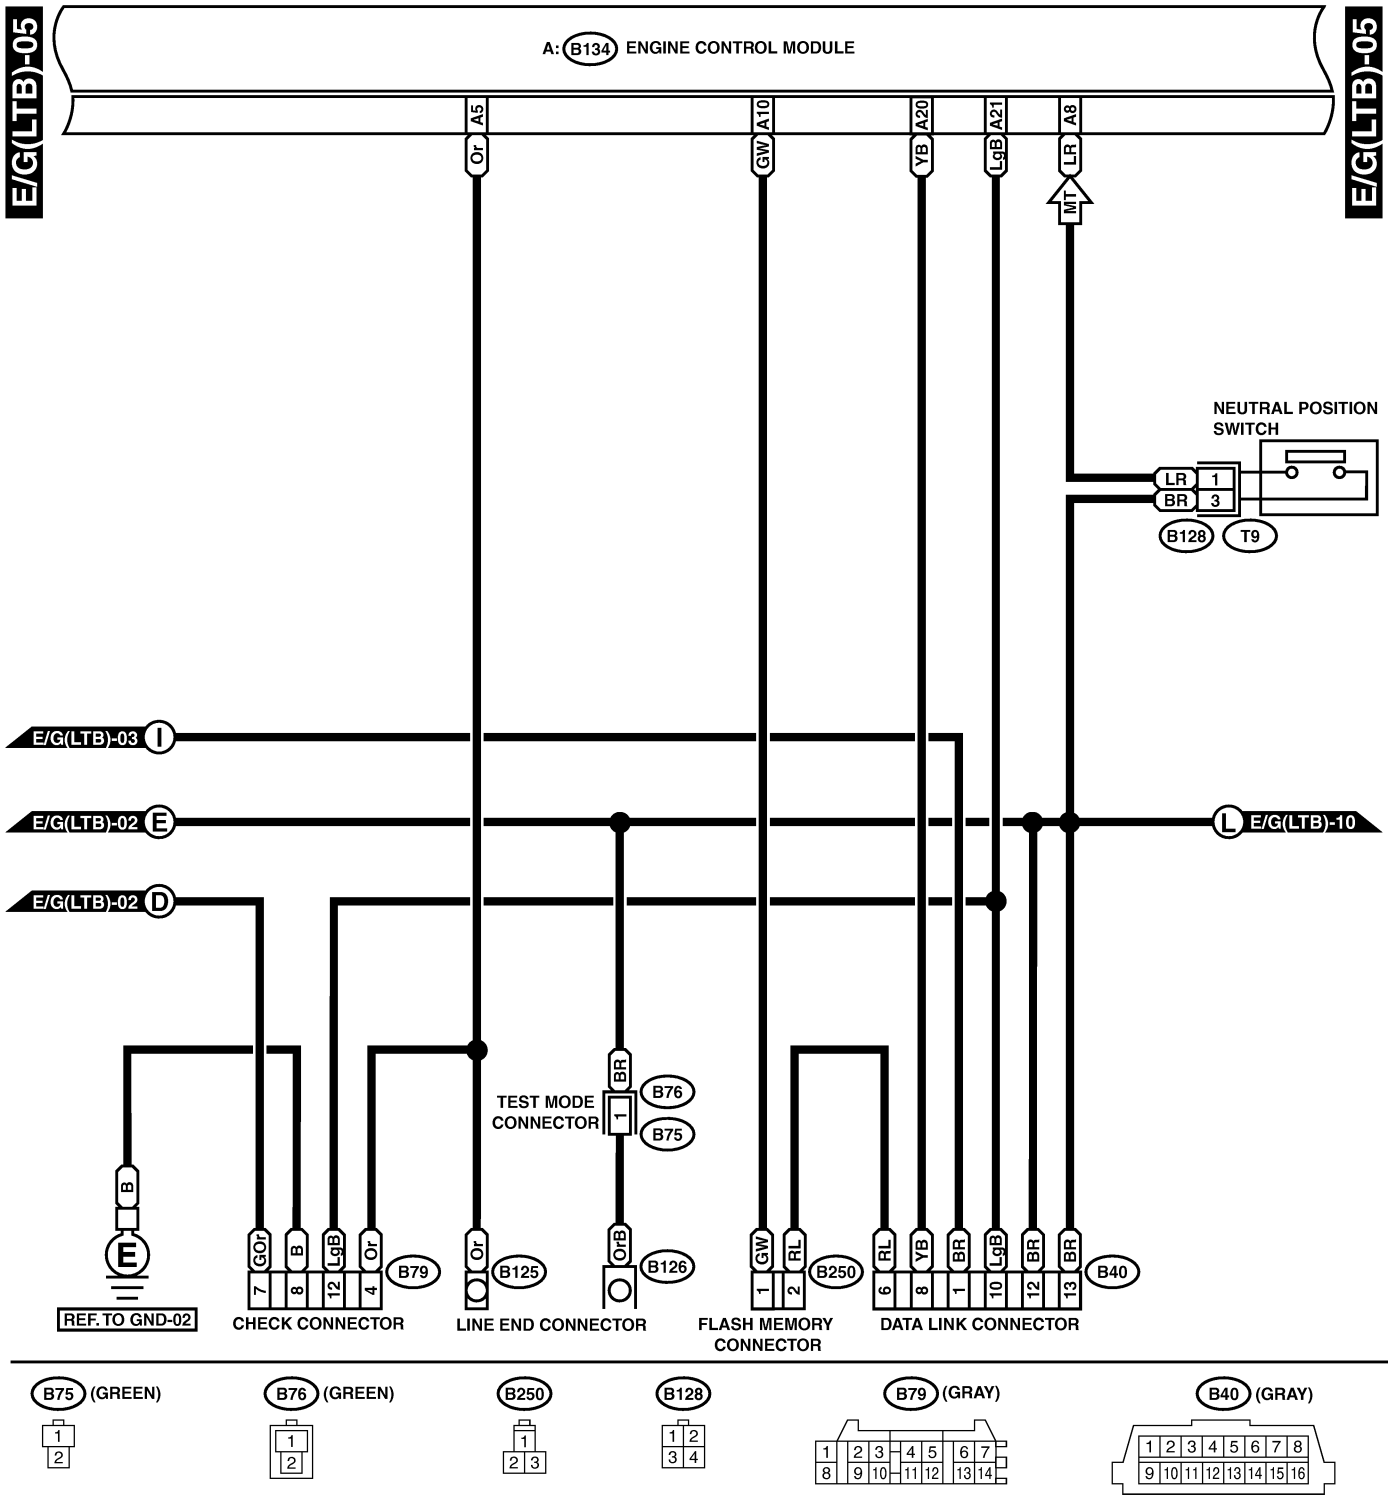 E/G(LTB)-05
A: B134 ENGINE CONTROL MODULE
E/G(LTB)-05
A5 A10 A20 A21 A8
Or GW YB LgB LR
MT
NEUTRAL POSITION
SWITCH
LR 1
BR 3
B128 T9
E/G(LTB)-03 I
E/G(LTB)-02 E
L E/G(LTB)-10
E/G(LTB)-02 D
BR
B76
TEST MODE
CONNECTOR
1
B75
B
E
REF. TO GND-02
GOr B LgB Or
7 8 12 4
B79
CHECK CONNECTOR
Or
B125
OrB
B126
LINE END CONNECTOR
GW RL
1 2
B250
FLASH MEMORY
CONNECTOR
RL YB BR LgB BR BR
6 8 1 10 12 13
B40
DATA LINK CONNECTOR
B75 (GREEN)
1
2
B76 (GREEN)
1
2
B250
1
2 3
B128
1 2
3 4
B79 (GRAY)
1 2 3 4 5 6 7
8 9 10 11 12 13 14
B40 (GRAY)
1 2 3 4 5 6 7 8
9 10 11 12 13 14 15 16